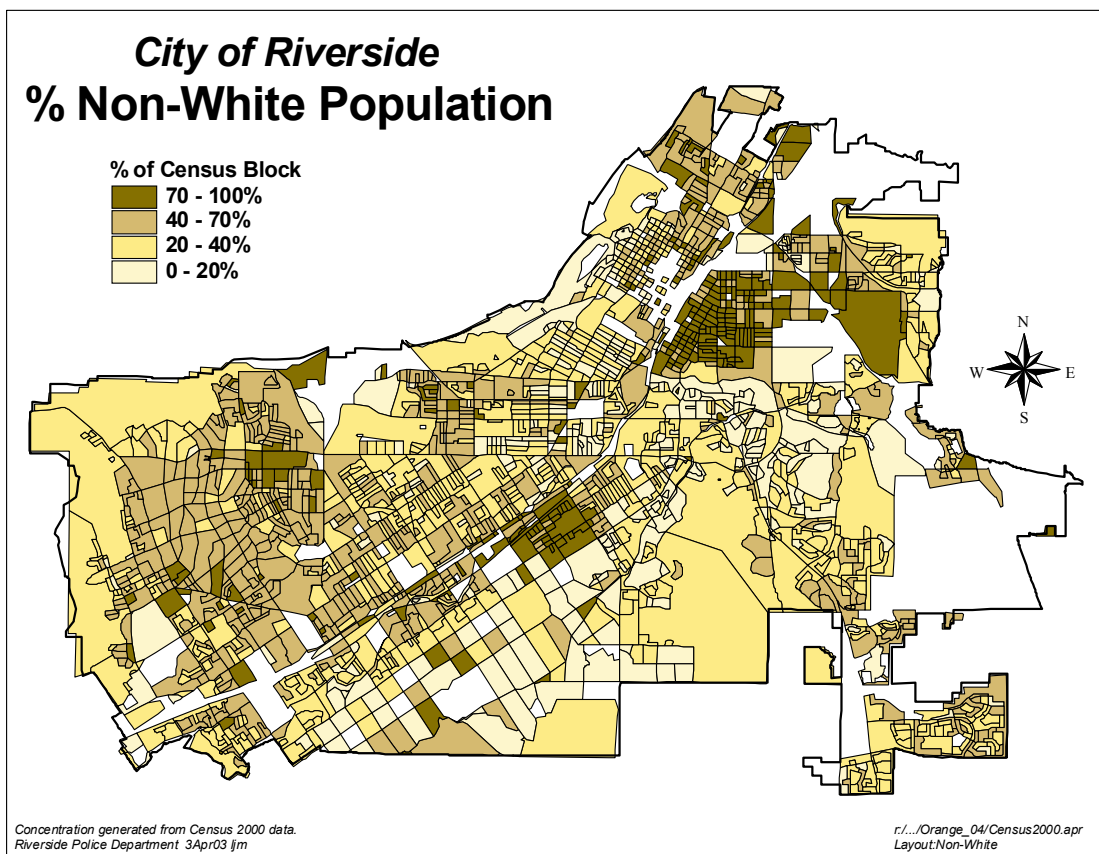 City of Riverside
% Non-White Population
% of Census Block
70 - 100%
40 - 70%
20 - 40%
0 - 20%
N
W
E
S
Concentration generated from Census 2000 data.
Riverside Police Department 3Apr03 ljm
r:/.../Orange_04/Census2000.apr
Layout:Non-White